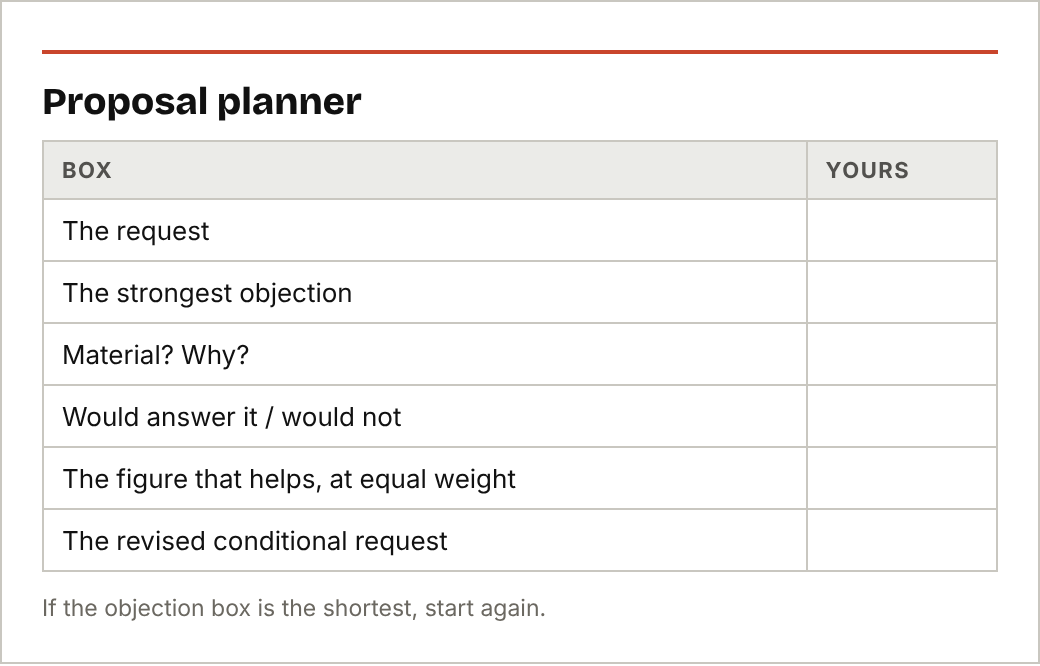 Proposal planner
BOX YOURS
The request
The strongest objection
Material? Why?
Would answer it / would not
The figure that helps, at equal weight
The revised conditional request
If the objection box is the shortest, start again.